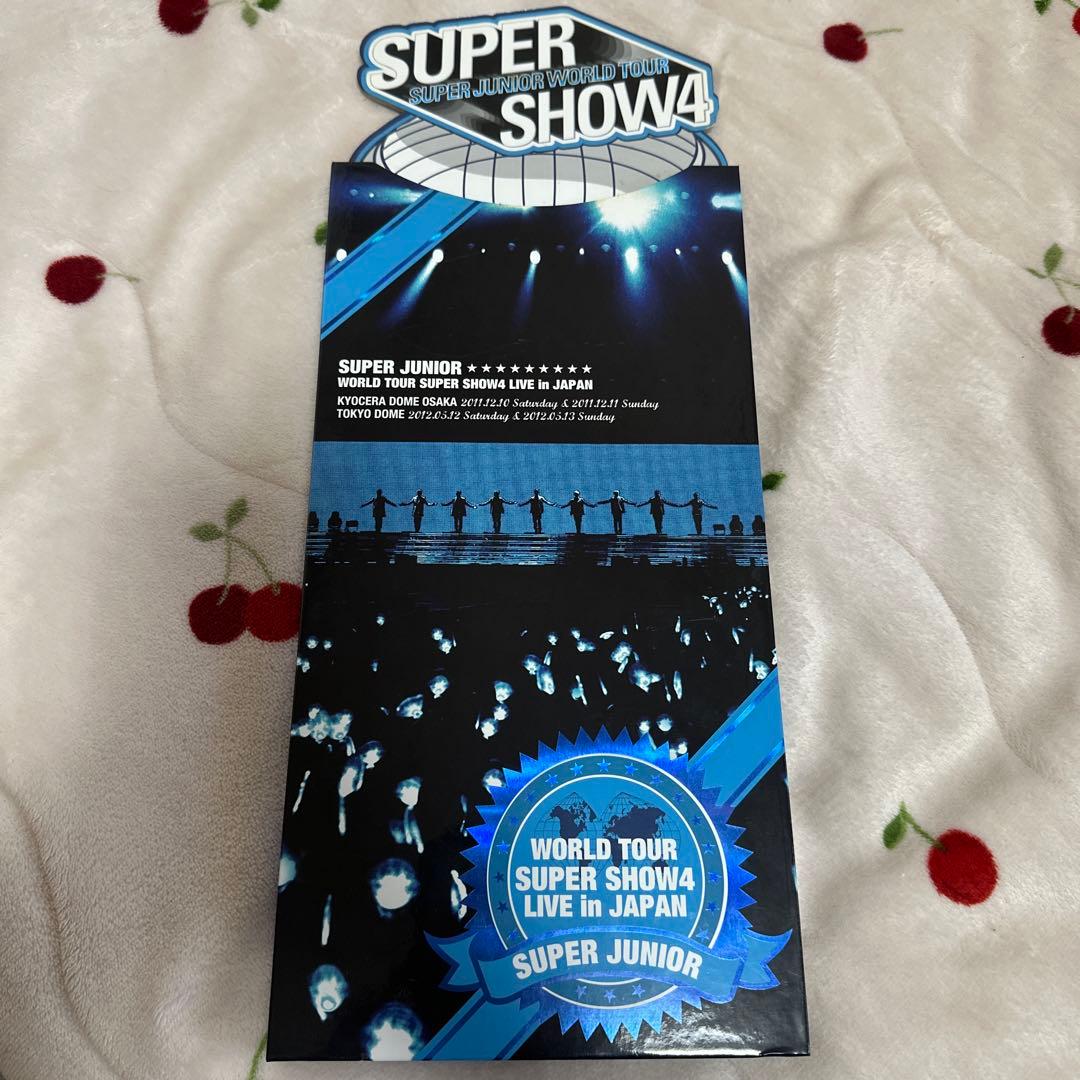 SUPER
SUPER JUNIOR WORLD TOUR
SHOW4
SUPER JUNIOR ★★★★★★★★★
WORLD TOUR SUPER SHOW4 LIVE in JAPAN
KYOCERA DOME OSAKA 2011.12.10 Saturday & 2011.12.11 Sunday
TOKYO DOME 2012.05.12 Saturday & 2012.05.13 Sunday
WORLD TOUR
SUPER SHOW4
LIVE in JAPAN
SUPER JUNIOR